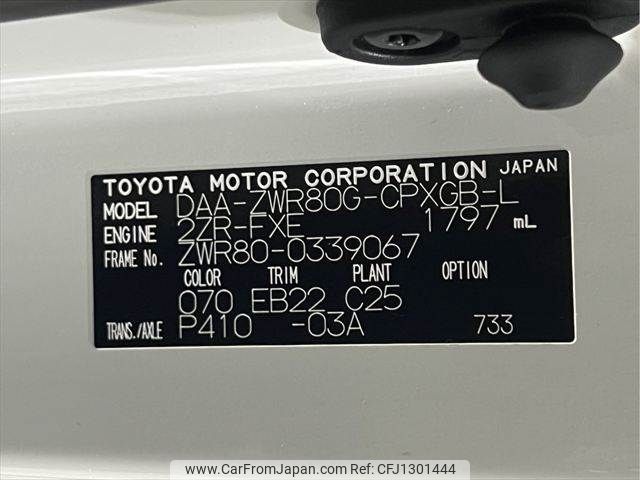 TOYOTA MOTOR CORPORATION JAPAN
MODEL DAA-ZWR80G-CPXGB-L
ENGINE 2ZR-FXE 1797 mL
FRAME No. ZWR80-0339067
COLOR TRIM PLANT OPTION
070 EB22 C25
TRANS./AXLE P410 -03A 733
www.CarFromJapan.com | © CarFromJapan | CFJ1301444